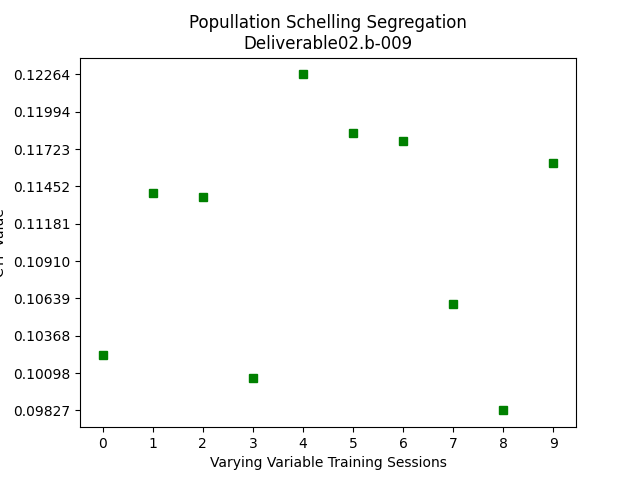 Popullation Schelling Segregation
Deliverable02.b-009
0.12264
0.11994
0.11723
0.11452
0.11181
0.10910
0.10639
0.10368
0.10098
0.09827
0 1 2 3 4 5 6 7 8 9
Varying Variable Training Sessions